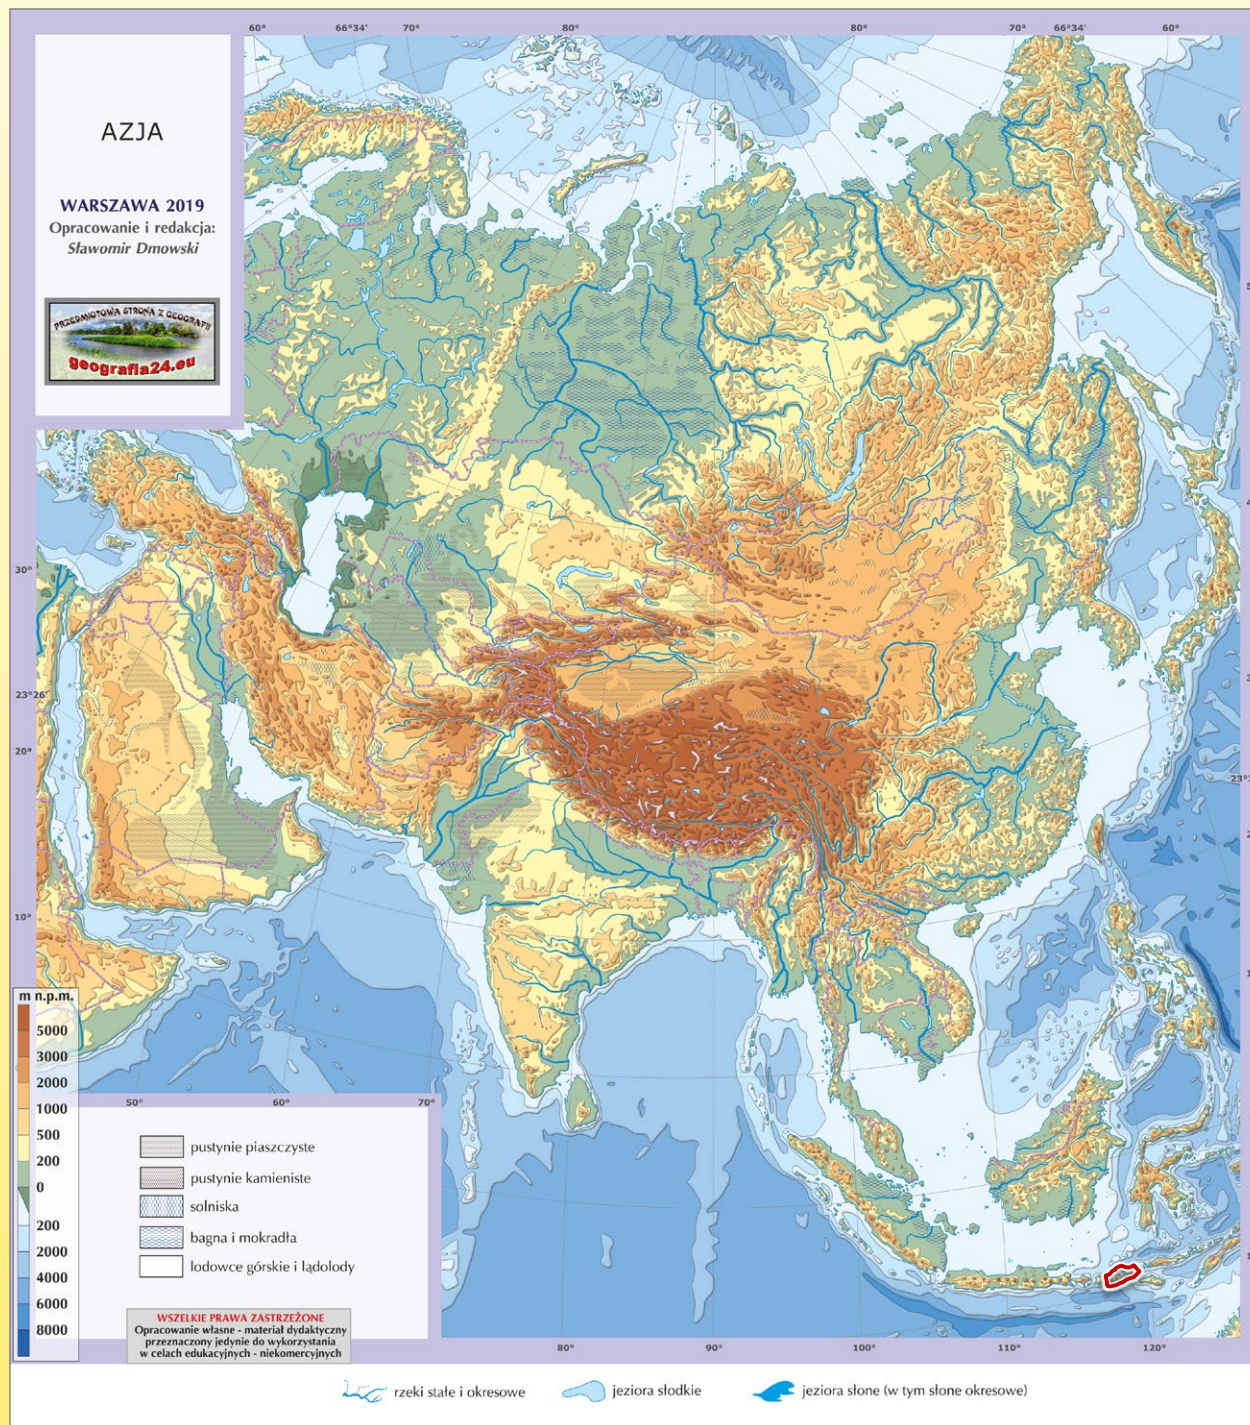 60° 66°34' 70° 80° 80° 70° 66°34' 60°
AZJA
WARSZAWA 2019
Opracowanie i redakcja:
Sławomir Dmowski
PRZEDMIOTOWA STRONA Z GEOGRAFII
geografia24.eu
30°
23°26'
20°
10°
m n.p.m.
5000
3000
2000
1000
500
200
0
200
2000
4000
6000
8000
50° 60° 70°
pustynie piaszczyste
pustynie kamieniste
solniska
bagna i mokradła
lodowce górskie i lądolody
WSZELKIE PRAWA ZASTRZEŻONE
Opracowanie własne - materiał dydaktyczny
przeznaczony jedynie do wykorzystania
w celach edukacyjnych - niekomercyjnych
80° 90° 100° 110° 120°
rzeki stałe i okresowe
jeziora słodkie
jeziora słone (w tym słone okresowe)